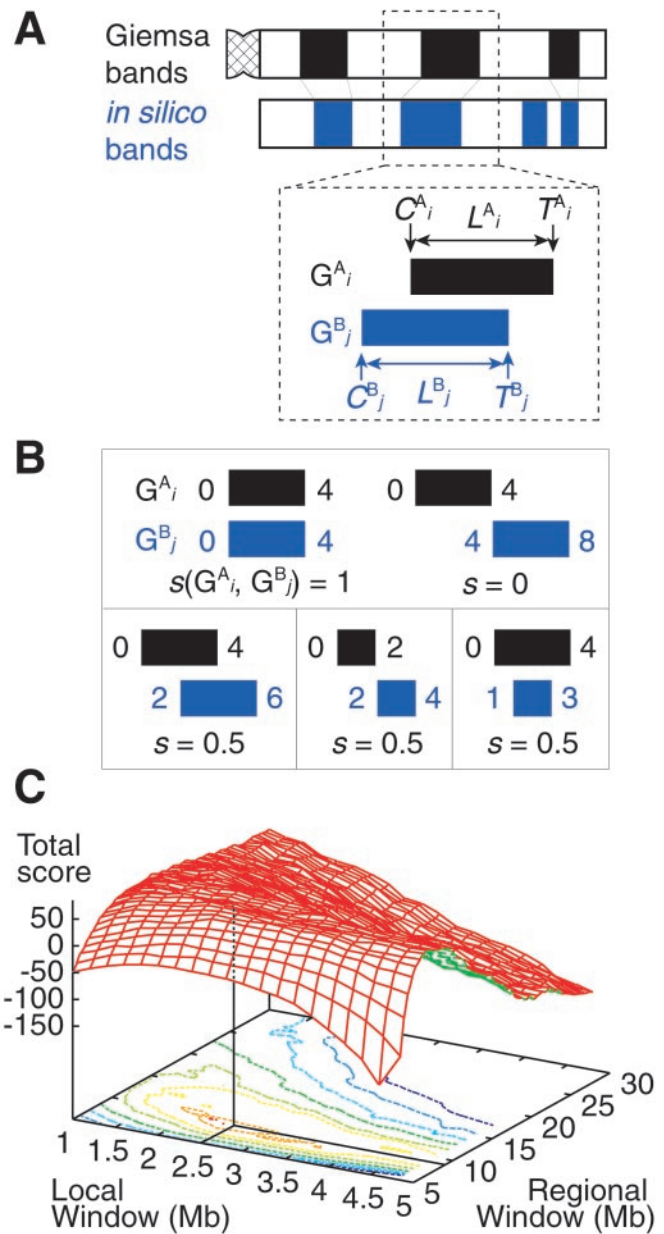 A
Giemsa
bands
in silico
bands
C^A_i L^A_i T^A_i
G^A_i
G^B_j
C^B_j L^B_j T^B_j
B
G^A_i 0 4 0 4
G^B_j 0 4 4 8
s(G^A_i, G^B_j) = 1 s = 0
0 4 0 2 0 4
2 6 2 4 1 3
s = 0.5 s = 0.5 s = 0.5
C
Total
score
50
0
-50
-100
-150
1 1.5 2 2.5 3 3.5 4 4.5 5
Local
Window (Mb)
5 10 15 20 25 30
Regional
Window (Mb)